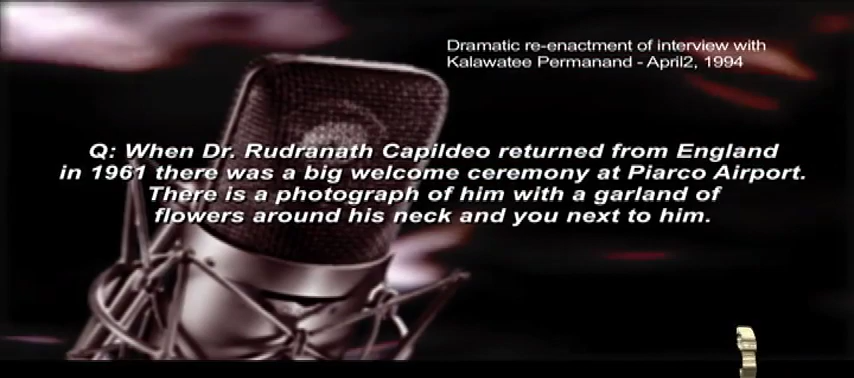 Dramatic re-enactment of interview with
Kalawatee Permanand - April2, 1994
Q: When Dr. Rudranath Capildeo returned from England
in 1961 there was a big welcome ceremony at Piarco Airport.
There is a photograph of him with a garland of
flowers around his neck and you next to him.